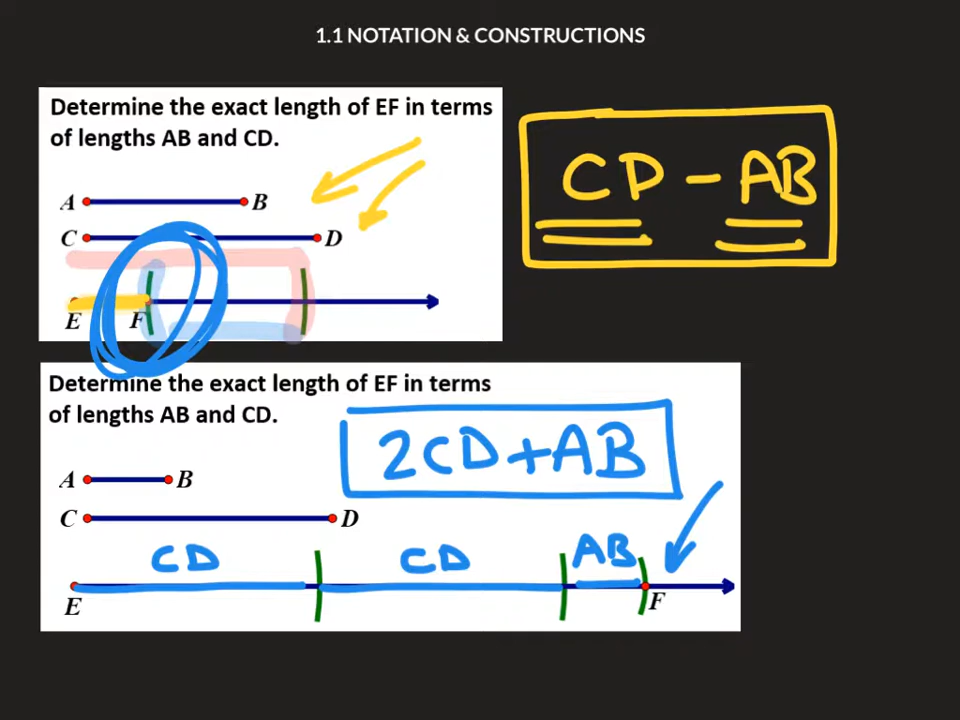 1.1 NOTATION & CONSTRUCTIONS
Determine the exact length of EF in terms
of lengths AB and CD.
A B
C D
E F
CD - AB
Determine the exact length of EF in terms
of lengths AB and CD.
2CD+AB
A B
C D
CD CD AB
E F